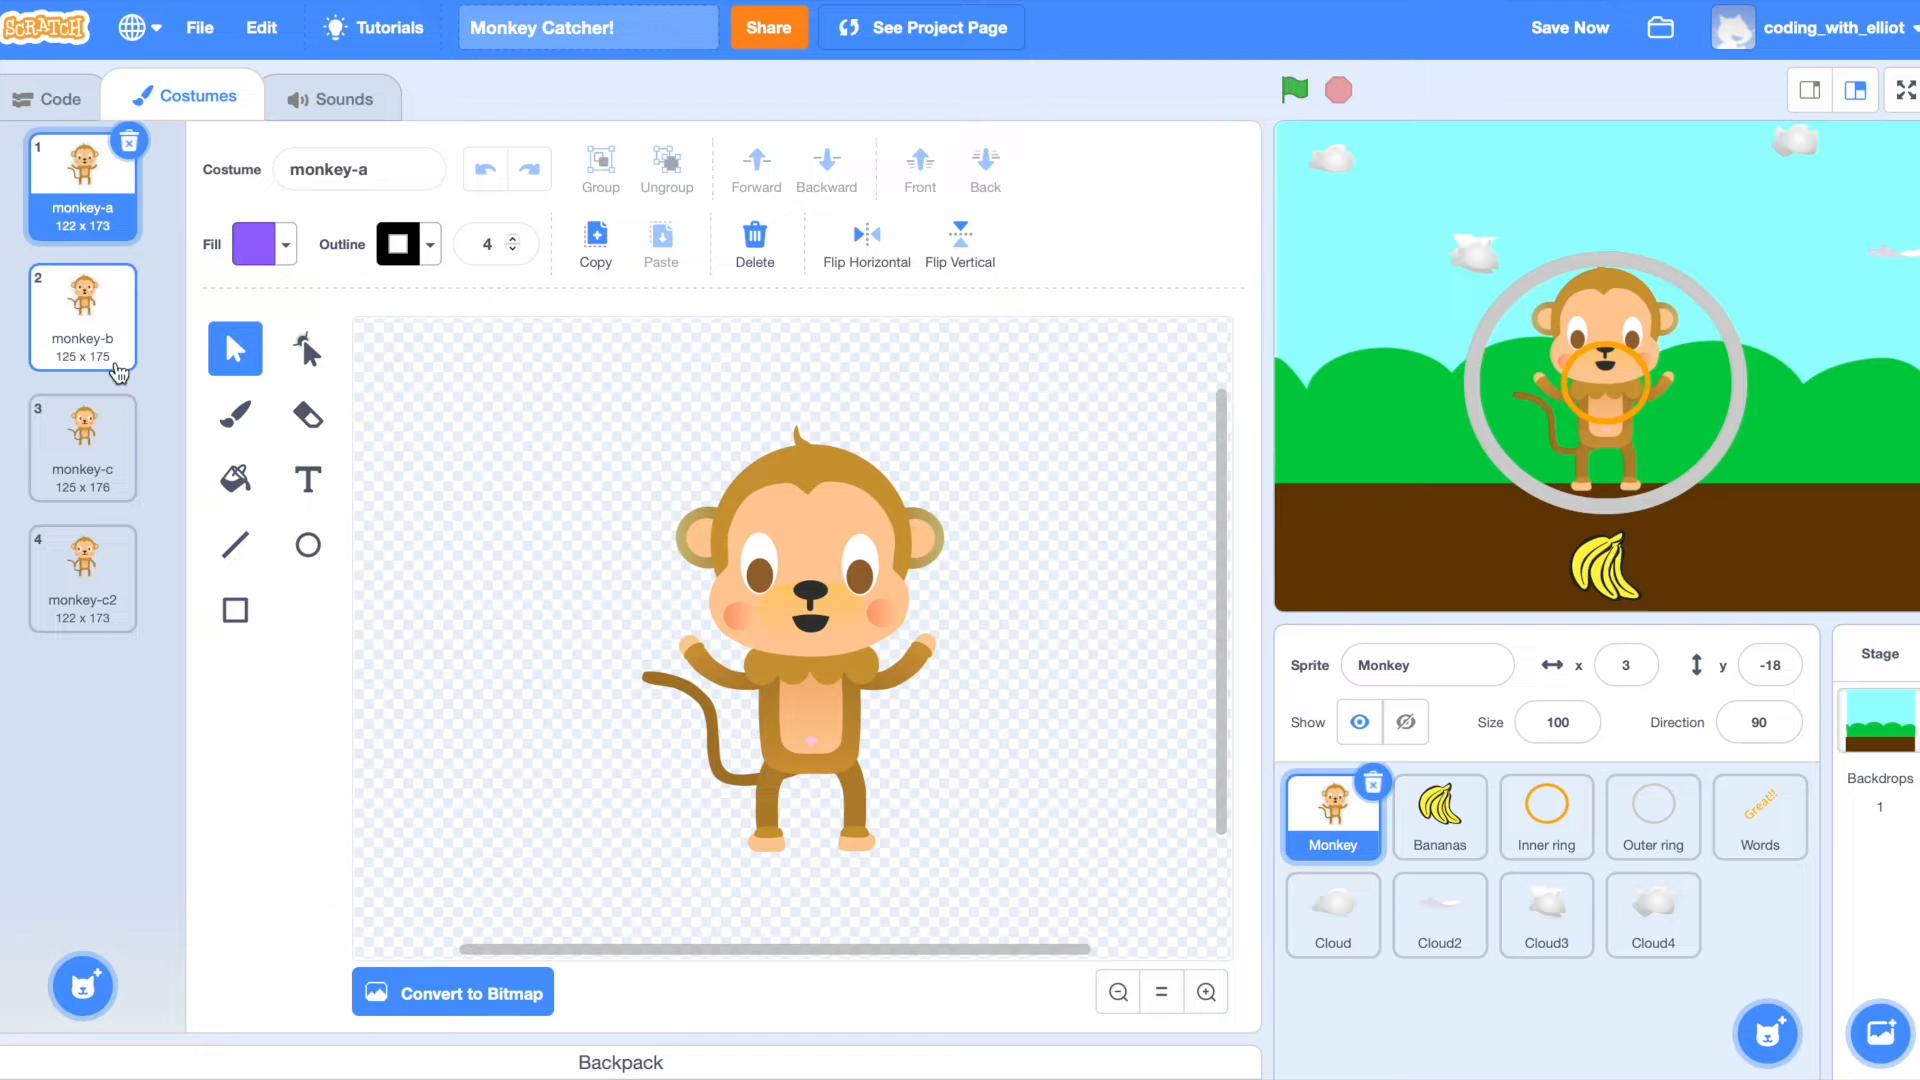 SCRATCH File Edit Tutorials Monkey Catcher! Share See Project Page Save Now coding_with_elliot
Code Costumes Sounds
1
monkey-a
122 x 173
2
monkey-b
125 x 175
3
monkey-c
125 x 176
4
monkey-c2
122 x 173
Costume monkey-a Group Ungroup Forward Backward Front Back
Fill Outline 4 Copy Paste Delete Flip Horizontal Flip Vertical
T
Convert to Bitmap
Backpack
Sprite Monkey x 3 y -18
Show Size 100 Direction 90
Monkey Bananas Inner ring Outer ring Great!! Words
Cloud Cloud2 Cloud3 Cloud4
Stage
Backdrops
1